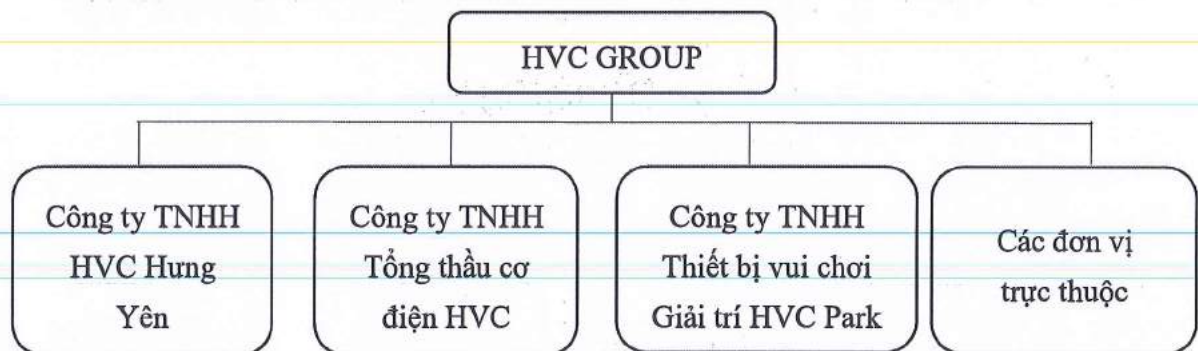 HVC GROUP
Công ty TNHH
HVC Hưng
Yên
Công ty TNHH
Tổng thầu cơ
điện HVC
Công ty TNHH
Thiết bị vui chơi
Giải trí HVC Park
Các đơn vị
trực thuộc